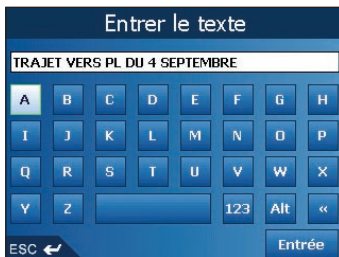 Entrer le texte
TRAJET VERS PL DU 4 SEPTEMBRE
A B C D E F G H
I J K L M N O P
Q R S T U V W X
Y Z 123 Alt «
ESC Entrée